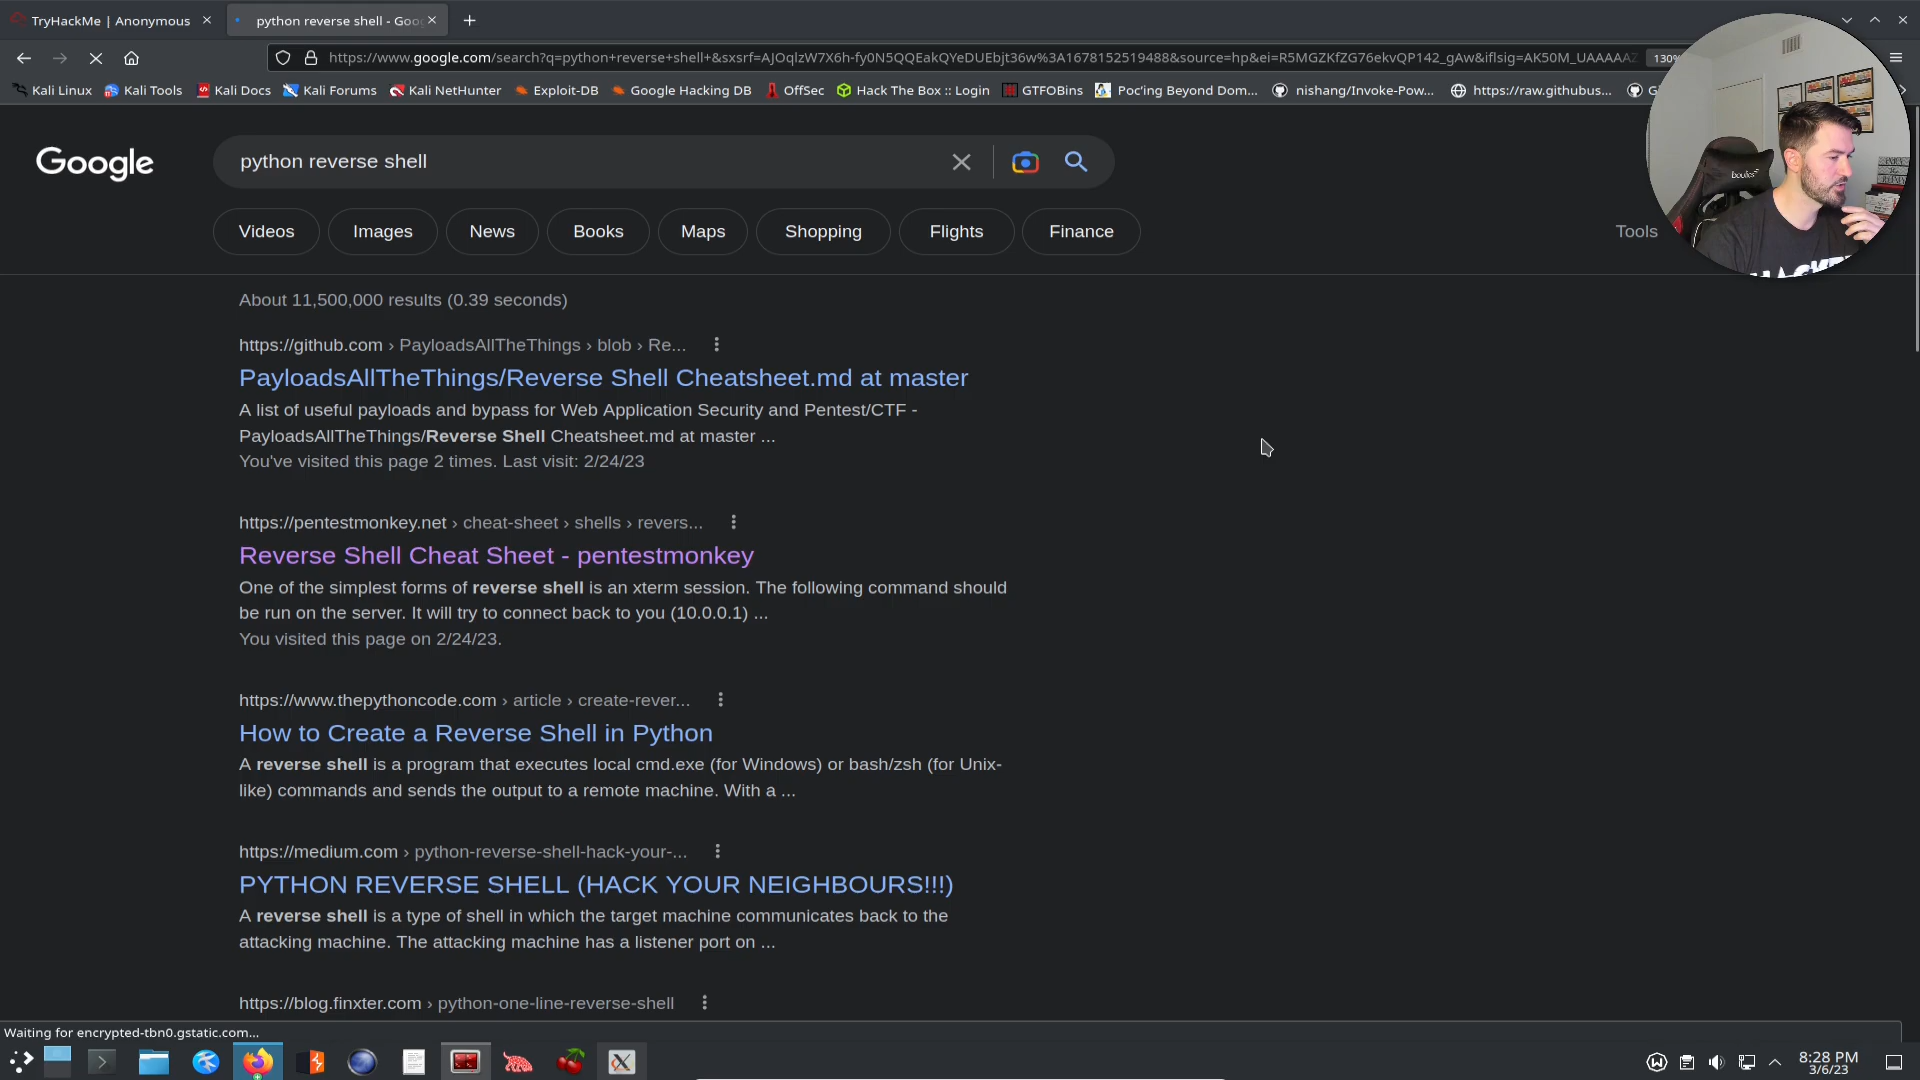 TryHackMe | Anonymous
python reverse shell - Goo
https://www.google.com/search?q=python+reverse+shell+&sxsrf=AJOqlzW7X6h-fy0N5QQEakQYeDUEbjt36w%3A1678152519488&source=hp&ei=R5MGZKfZG76ekvQP142_gAw&iflsig=AK50M_UAAAAAZ
130%
Kali Linux
Kali Tools
Kali Docs
Kali Forums
Kali NetHunter
Exploit-DB
Google Hacking DB
OffSec
Hack The Box :: Login
GTFOBins
Poc'ing Beyond Dom...
nishang/Invoke-Pow...
https://raw.githubus...
Google
python reverse shell
Videos
Images
News
Books
Maps
Shopping
Flights
Finance
Tools
About 11,500,000 results (0.39 seconds)
https://github.com › PayloadsAllTheThings › blob › Re...
PayloadsAllTheThings/Reverse Shell Cheatsheet.md at master
A list of useful payloads and bypass for Web Application Security and Pentest/CTF -
PayloadsAllTheThings/Reverse Shell Cheatsheet.md at master ...
You've visited this page 2 times. Last visit: 2/24/23
https://pentestmonkey.net › cheat-sheet › shells › revers...
Reverse Shell Cheat Sheet - pentestmonkey
One of the simplest forms of reverse shell is an xterm session. The following command should
be run on the server. It will try to connect back to you (10.0.0.1) ...
You visited this page on 2/24/23.
https://www.thepythoncode.com › article › create-rever...
How to Create a Reverse Shell in Python
A reverse shell is a program that executes local cmd.exe (for Windows) or bash/zsh (for Unix-
like) commands and sends the output to a remote machine. With a ...
https://medium.com › python-reverse-shell-hack-your-...
PYTHON REVERSE SHELL (HACK YOUR NEIGHBOURS!!!)
A reverse shell is a type of shell in which the target machine communicates back to the
attacking machine. The attacking machine has a listener port on ...
https://blog.finxter.com › python-one-line-reverse-shell
Waiting for encrypted-tbn0.gstatic.com...
8:28 PM
3/6/23